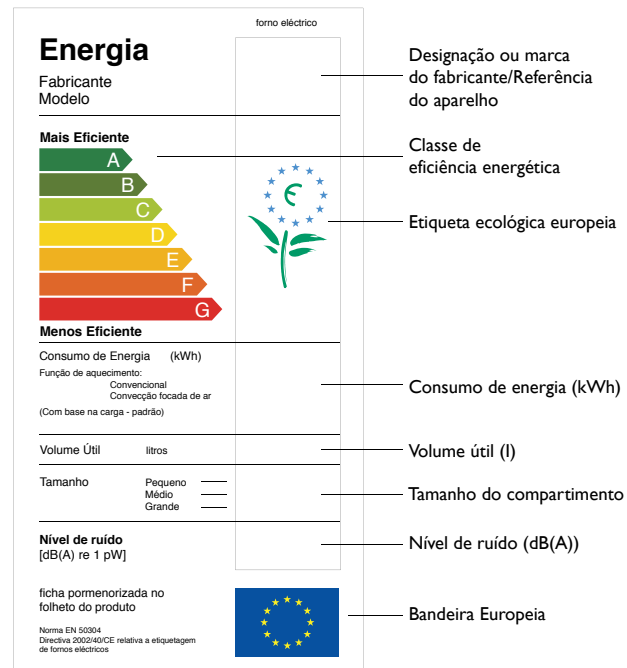 forno eléctrico
Energia
Fabricante
Modelo
Designação ou marca
do fabricante/Referência
do aparelho
Mais Eficiente
A
B
C
D
E
F
G
Menos Eficiente
Classe de
eficiência energética
Etiqueta ecológica europeia
Consumo de Energia (kWh)
Função de aquecimento:
Convencional
Convecção focada de ar
(Com base na carga - padrão)
Consumo de energia (kWh)
Volume Útil litros
Volume útil (l)
Tamanho Pequeno
Médio
Grande
Tamanho do compartimento
Nível de ruído
[dB(A) re 1 pW]
Nível de ruído (dB(A))
ficha pormenorizada no
folheto do produto
Norma EN 50304
Directiva 2002/40/CE relativa a etiquetagem
de fornos eléctricos
Bandeira Europeia